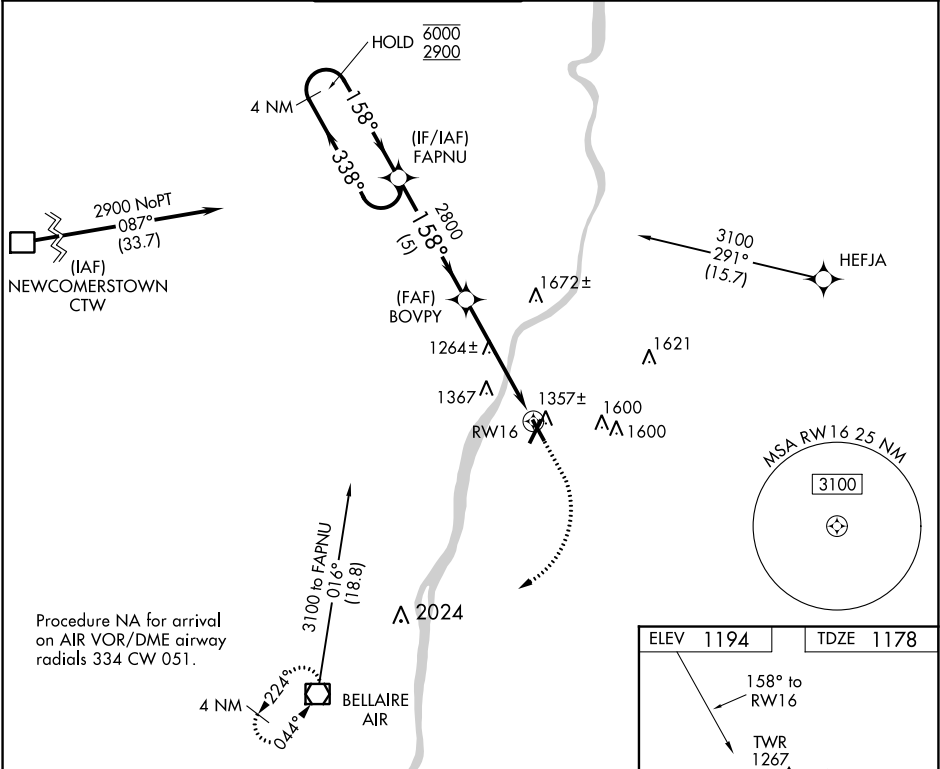 HOLD 6000
2900
4 NM
158°
338°
(IF/IAF)
FAPNU
2900 NoPT
087°
(33.7)
(IAF)
NEWCOMERSTOWN
CTW
2800
158°
(5)
3100
291°
(15.7)
HEFJA
(FAF)
BOVPY
1672±
1264±
1621
1367
1357±
1600
1600
RW16
MSA RW16 25 NM
3100
3100 to FAPNU
016°
(18.8)
2024
Procedure NA for arrival
on AIR VOR/DME airway
radials 334 CW 051.
4 NM
224°
044°
BELLAIRE
AIR
ELEV 1194
TDZE 1178
158° to
RW16
TWR
1267